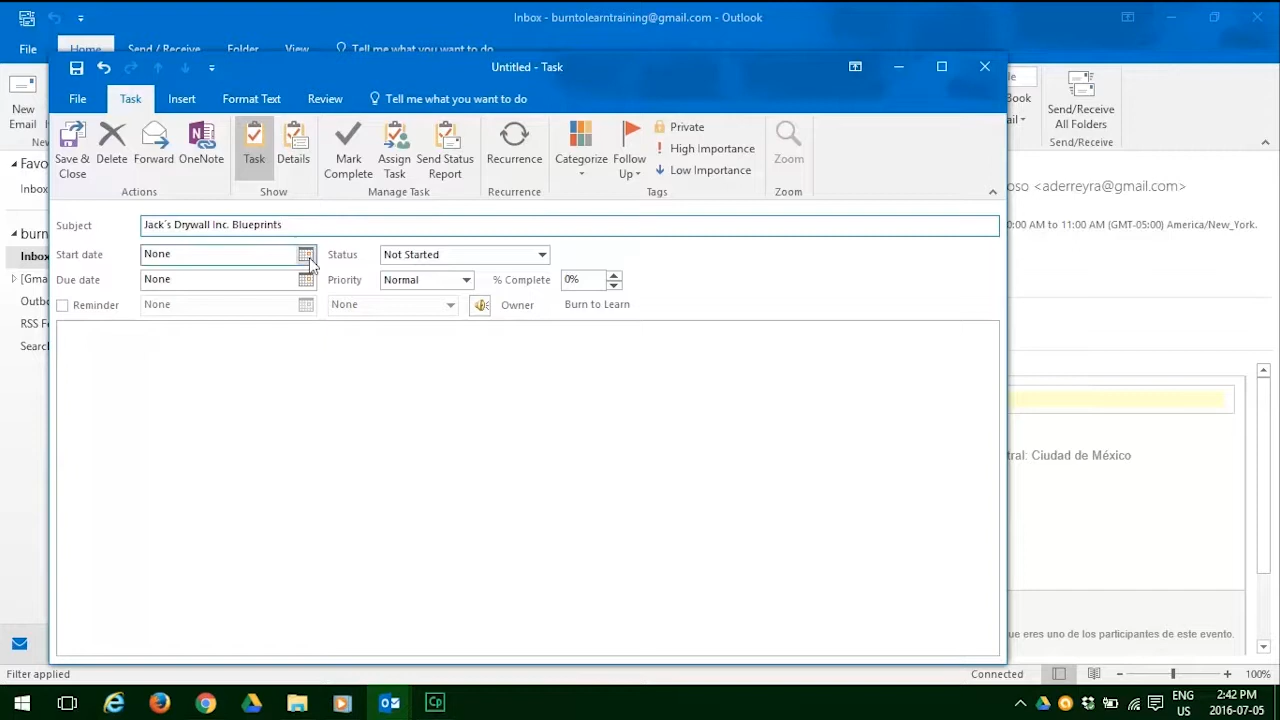 Inbox - burntolearntraining@gmail.com - Outlook
File Home Send / Receive Folder View Tell me what you want to do
Untitled - Task
File Task Insert Format Text Review Tell me what you want to do
New Email
Save & Close
Delete
Forward
OneNote
Actions
Task
Details
Show
Mark Complete
Assign Task
Send Status Report
Manage Task
Recurrence
Recurrence
Categorize
Follow Up
Private
High Importance
Low Importance
Tags
Zoom
Zoom
Book
Send/Receive All Folders
Send/Receive
Favo
Inbox
burn
Inbox
[Gma
Outbo
RSS Fe
Searc
Subject Jack´s Drywall Inc. Blueprints
Start date None Status Not Started
Due date None Priority Normal % Complete 0%
Reminder None None Owner Burn to Learn
oso <aderreyra@gmail.com>
0:00 AM to 11:00 AM (GMT-05:00) America/New_York.
tral: Ciudad de México
ue eres uno de los participantes de este evento.
Filter applied Connected 100%
ENG US
2:42 PM
2016-07-05